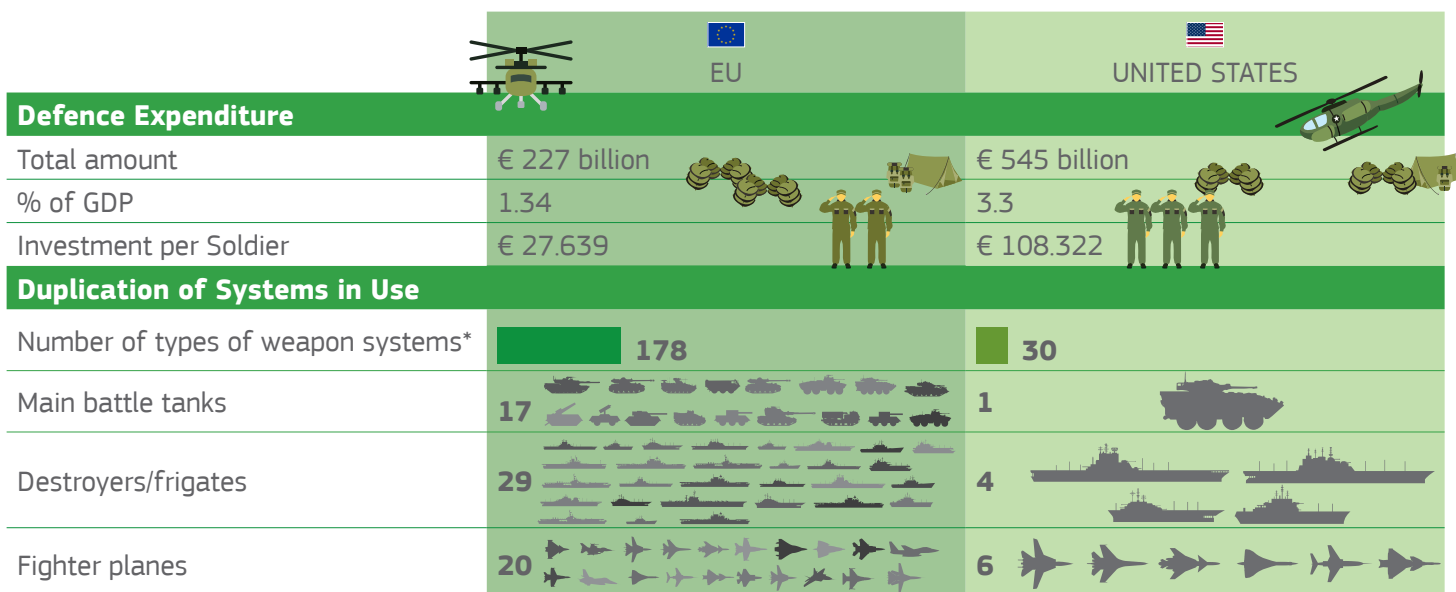 EU
UNITED STATES
Defence Expenditure
Total amount € 227 billion € 545 billion
% of GDP 1.34 3.3
Investment per Soldier € 27.639 € 108.322
Duplication of Systems in Use
Number of types of weapon systems* 178 30
Main battle tanks 17 1
Destroyers/frigates 29 4
Fighter planes 20 6